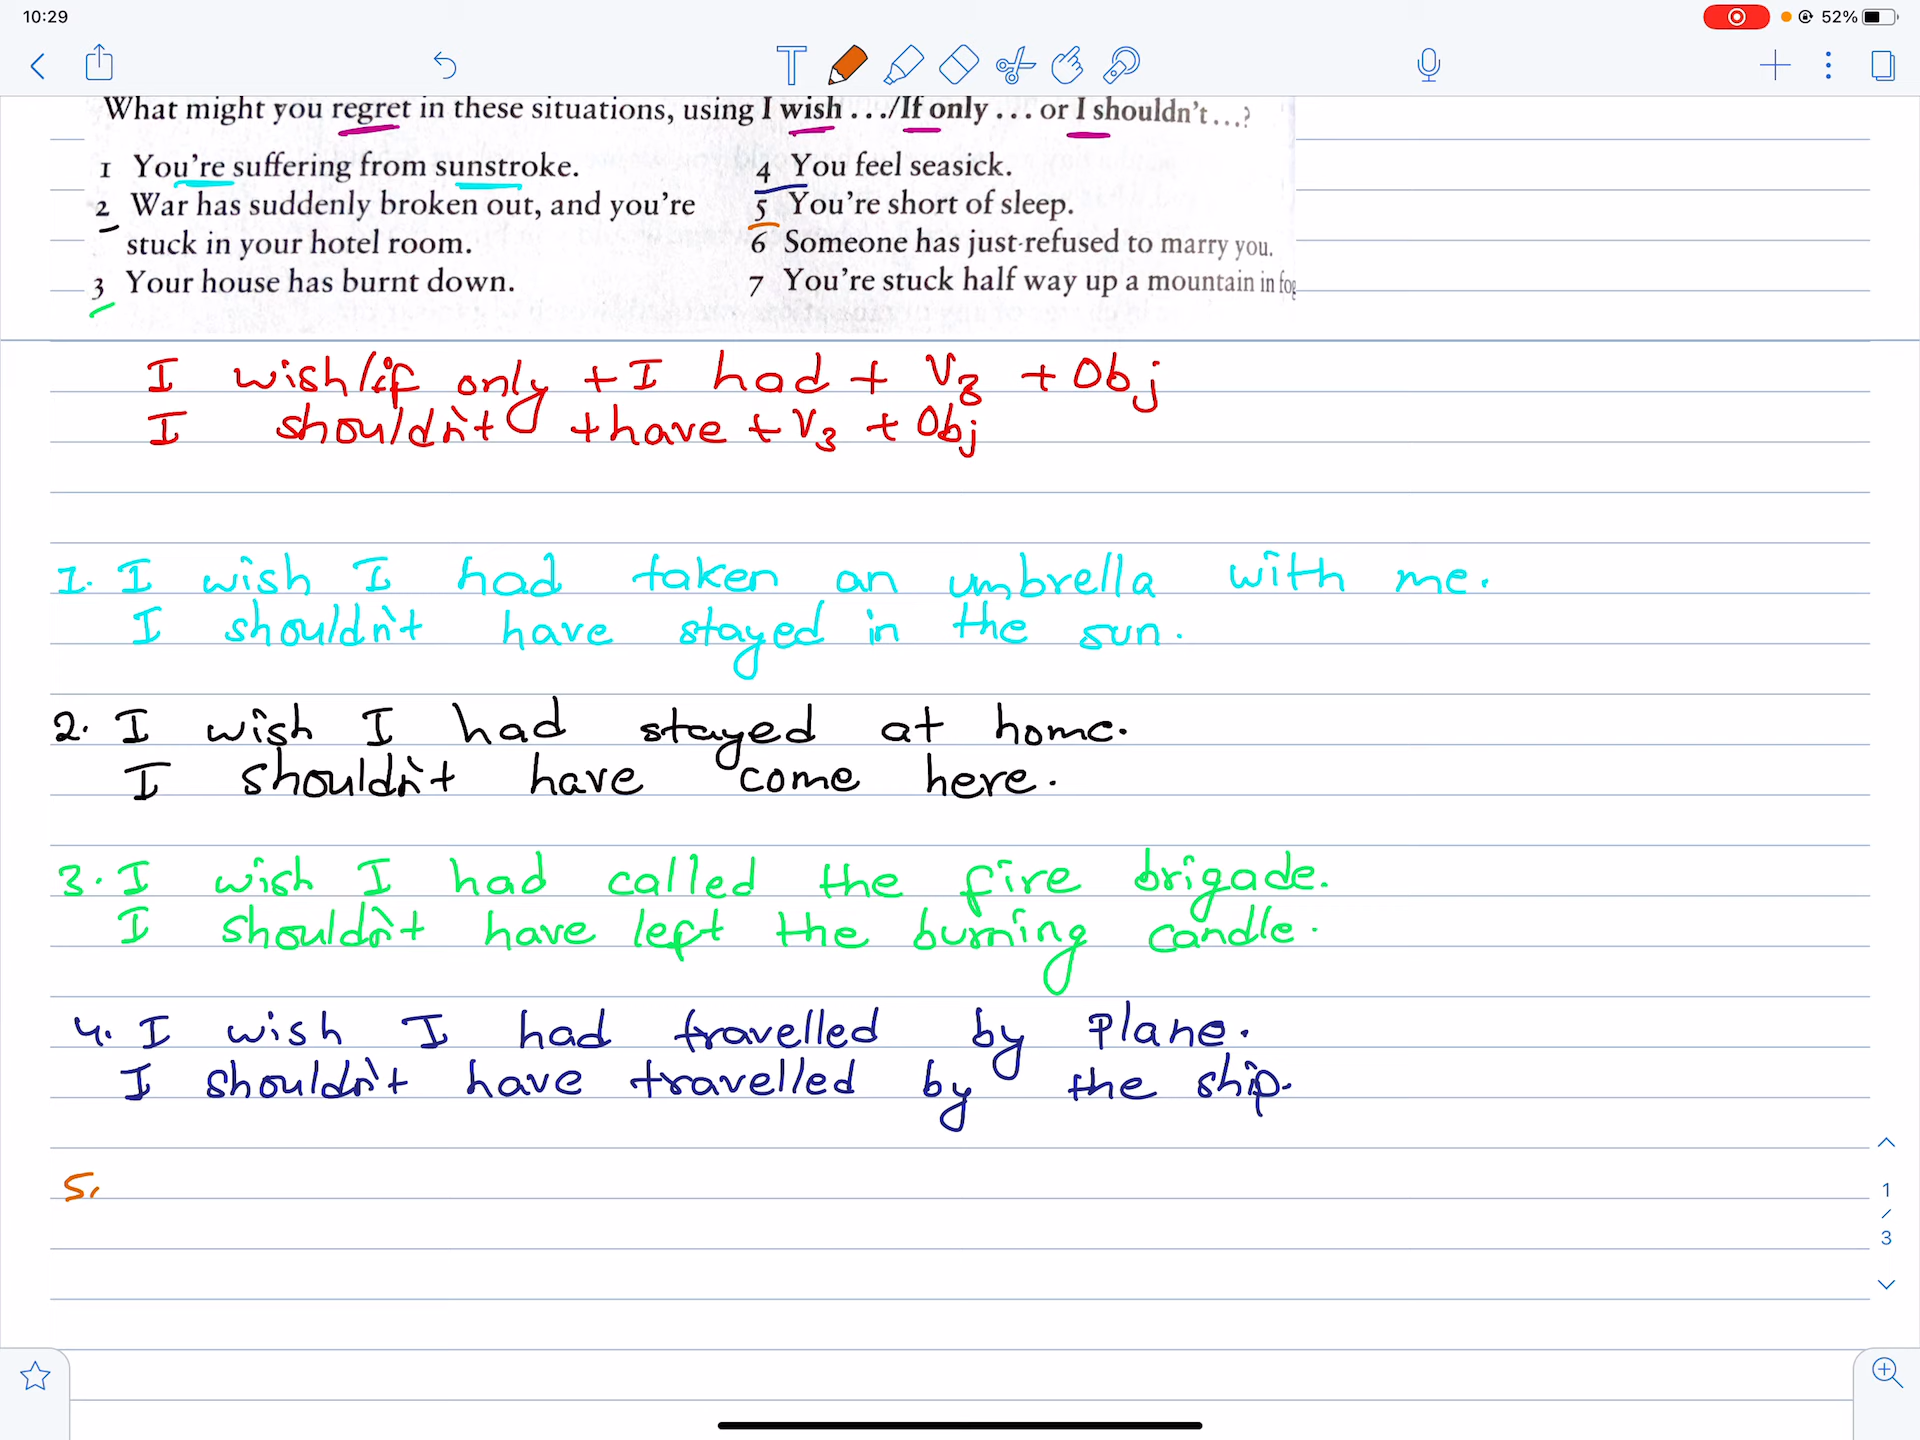 10:29
52%
What might you regret in these situations, using I wish .../If only ... or I shouldn't ...?
1 You're suffering from sunstroke.
2 War has suddenly broken out, and you're
stuck in your hotel room.
3 Your house has burnt down.
4 You feel seasick.
5 You're short of sleep.
6 Someone has just refused to marry you.
7 You're stuck half way up a mountain in fog
I wish/if only + I had + V3 + Obj
I shouldn't + have + V3 + Obj
1. I wish I had taken an umbrella with me.
I shouldn't have stayed in the sun.
2. I wish I had stayed at home.
I shouldn't have come here.
3. I wish I had called the fire brigade.
I shouldn't have left the burning candle.
4. I wish I had travelled by Plane.
I shouldn't have travelled by the ship.
5.
1
/
3